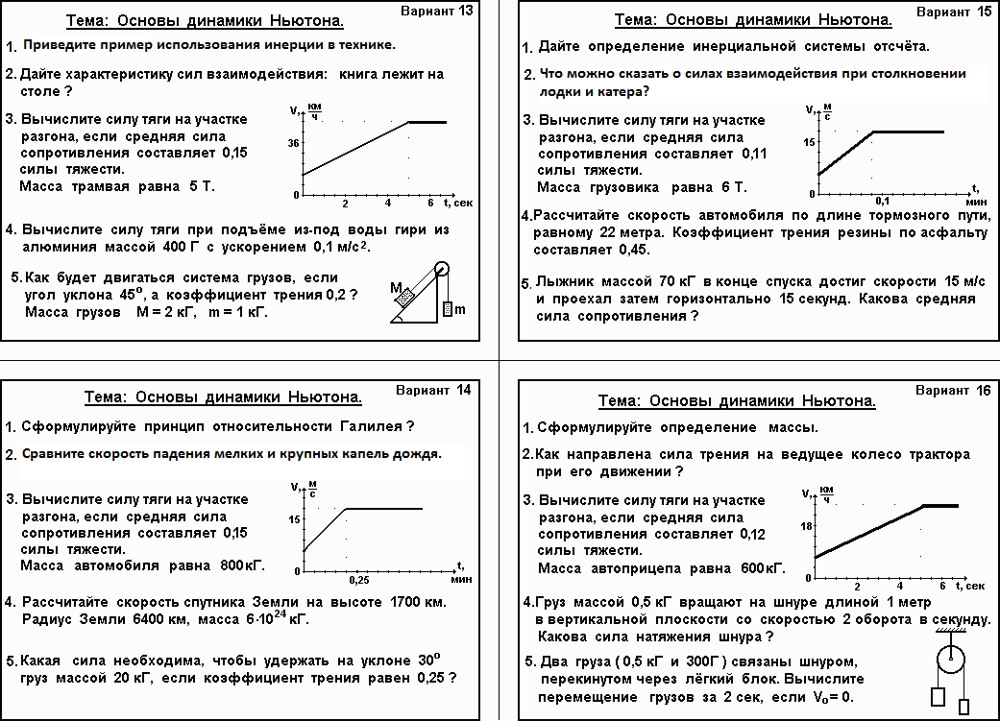 Вариант 13
Тема: Основы динамики Ньютона.
1. Приведите пример использования инерции в технике.
2. Дайте характеристику сил взаимодействия: книга лежит на
столе ?
3. Вычислите силу тяги на участке
разгона, если средняя сила
сопротивления составляет 0,15
силы тяжести.
Масса трамвая равна 5 Т.
V, км/ч
36
0
2 4 6 t, сек
4. Вычислите силу тяги при подъёме из-под воды гири из
алюминия массой 400 Г с ускорением 0,1 м/с².
5. Как будет двигаться система грузов, если
угол уклона 45°, а коэффициент трения 0,2 ?
Масса грузов M = 2 кГ, m = 1 кГ.
M
m
Вариант 15
Тема: Основы динамики Ньютона.
1. Дайте определение инерциальной системы отсчёта.
2. Что можно сказать о силах взаимодействия при столкновении
лодки и катера?
3. Вычислите силу тяги на участке
разгона, если средняя сила
сопротивления составляет 0,11
силы тяжести.
Масса грузовика равна 6 Т.
V, м/с
15
0
0,1
t, мин
4. Рассчитайте скорость автомобиля по длине тормозного пути,
равному 22 метра. Коэффициент трения резины по асфальту
составляет 0,45.
5. Лыжник массой 70 кГ в конце спуска достиг скорости 15 м/с
и проехал затем горизонтально 15 секунд. Какова средняя
сила сопротивления ?
Вариант 14
Тема: Основы динамики Ньютона.
1. Сформулируйте принцип относительности Галилея ?
2. Сравните скорость падения мелких и крупных капель дождя.
3. Вычислите силу тяги на участке
разгона, если средняя сила
сопротивления составляет 0,15
силы тяжести.
Масса автомобиля равна 800 кГ.
V, м/с
15
0
0,25
t, мин
4. Рассчитайте скорость спутника Земли на высоте 1700 км.
Радиус Земли 6400 км, масса 6·10²⁴ кГ.
5. Какая сила необходима, чтобы удержать на уклоне 30°
груз массой 20 кГ, если коэффициент трения равен 0,25 ?
Вариант 16
Тема: Основы динамики Ньютона.
1. Сформулируйте определение массы.
2. Как направлена сила трения на ведущее колесо трактора
при его движении ?
3. Вычислите силу тяги на участке
разгона, если средняя сила
сопротивления составляет 0,12
силы тяжести.
Масса автоприцепа равна 600 кГ.
V, км/ч
18
0
2 4 6 t, сек
4. Груз массой 0,5 кГ вращают на шнуре длиной 1 метр
в вертикальной плоскости со скоростью 2 оборота в секунду.
Какова сила натяжения шнура ?
5. Два груза ( 0,5 кГ и 300Г ) связаны шнуром,
перекинутом через лёгкий блок. Вычислите
перемещение грузов за 2 сек, если V₀ = 0.